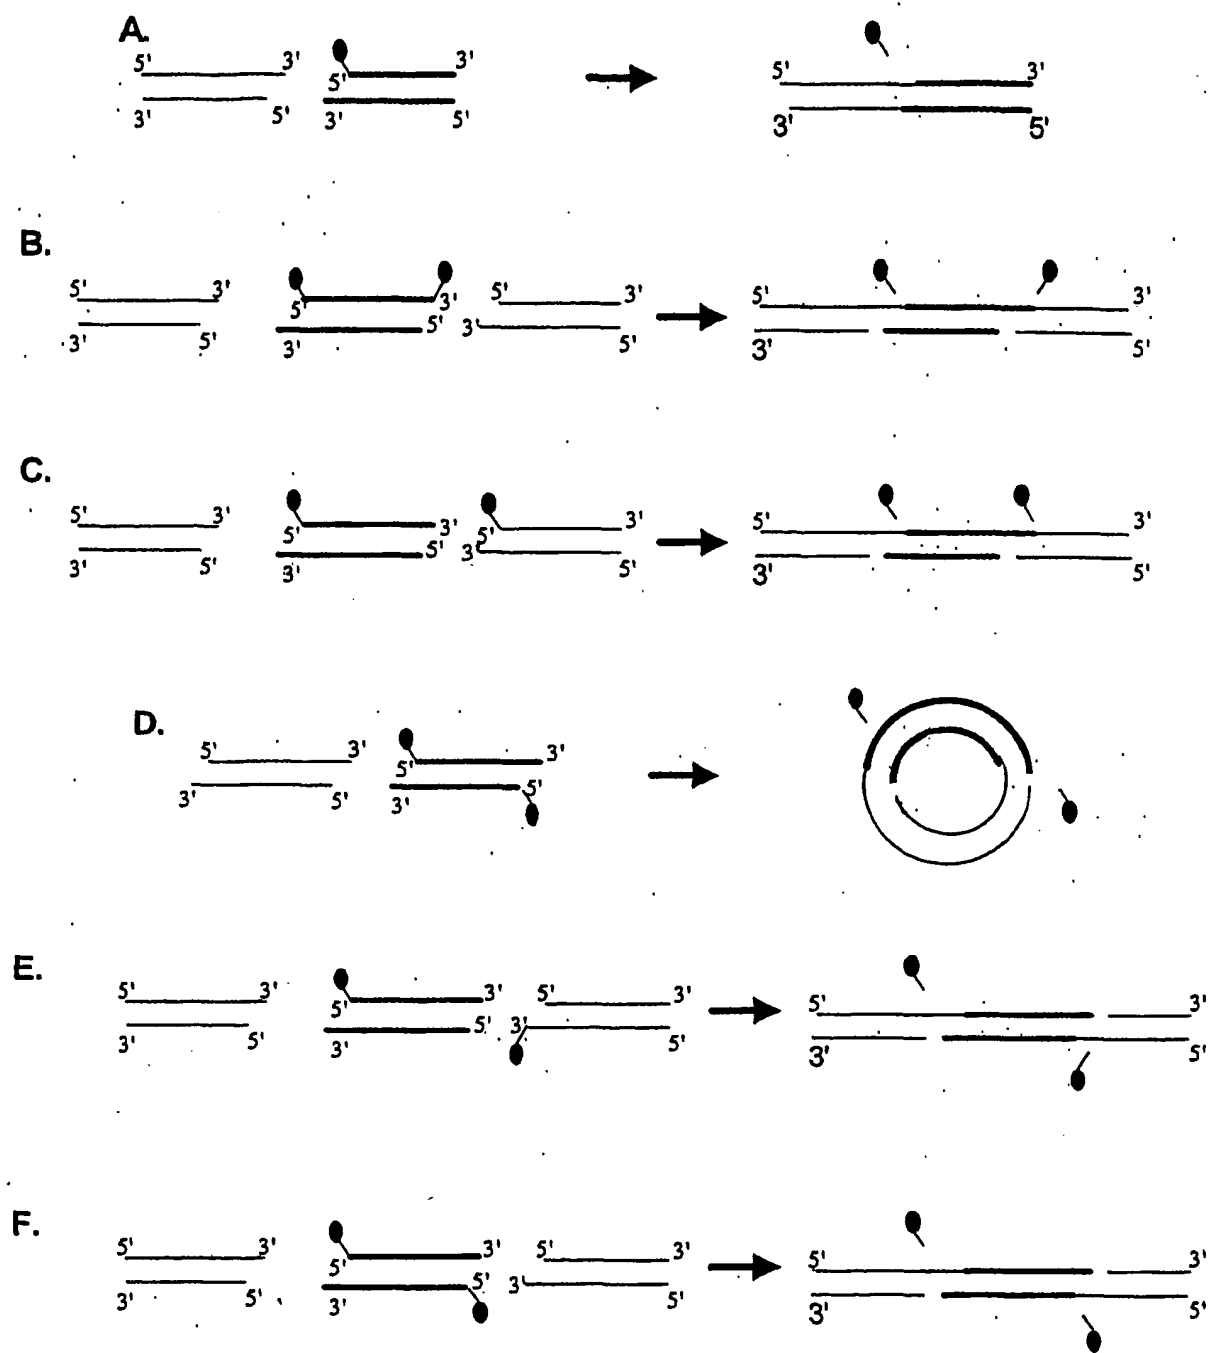 A.
5' 3' 5' 3' 5' 3'
3' 5' 3' 5' 3' 5'
B.
5' 3' 5' 3' 5' 3' 5' 3'
3' 5' 3' 5' 3' 5' 3' 5'
C.
5' 3' 5' 3' 5' 3' 5' 3'
3' 5' 3' 5' 3 5' 3' 5'
D.
5' 3' 5' 3'
3' 5' 3' 5'
E.
5' 3' 5' 3' 5' 3' 5' 3'
3' 5' 3' 5' 3' 5' 3' 5'
F.
5' 3' 5' 3' 5' 3' 5' 3'
3' 5' 3' 5' 3' 5' 3' 5'